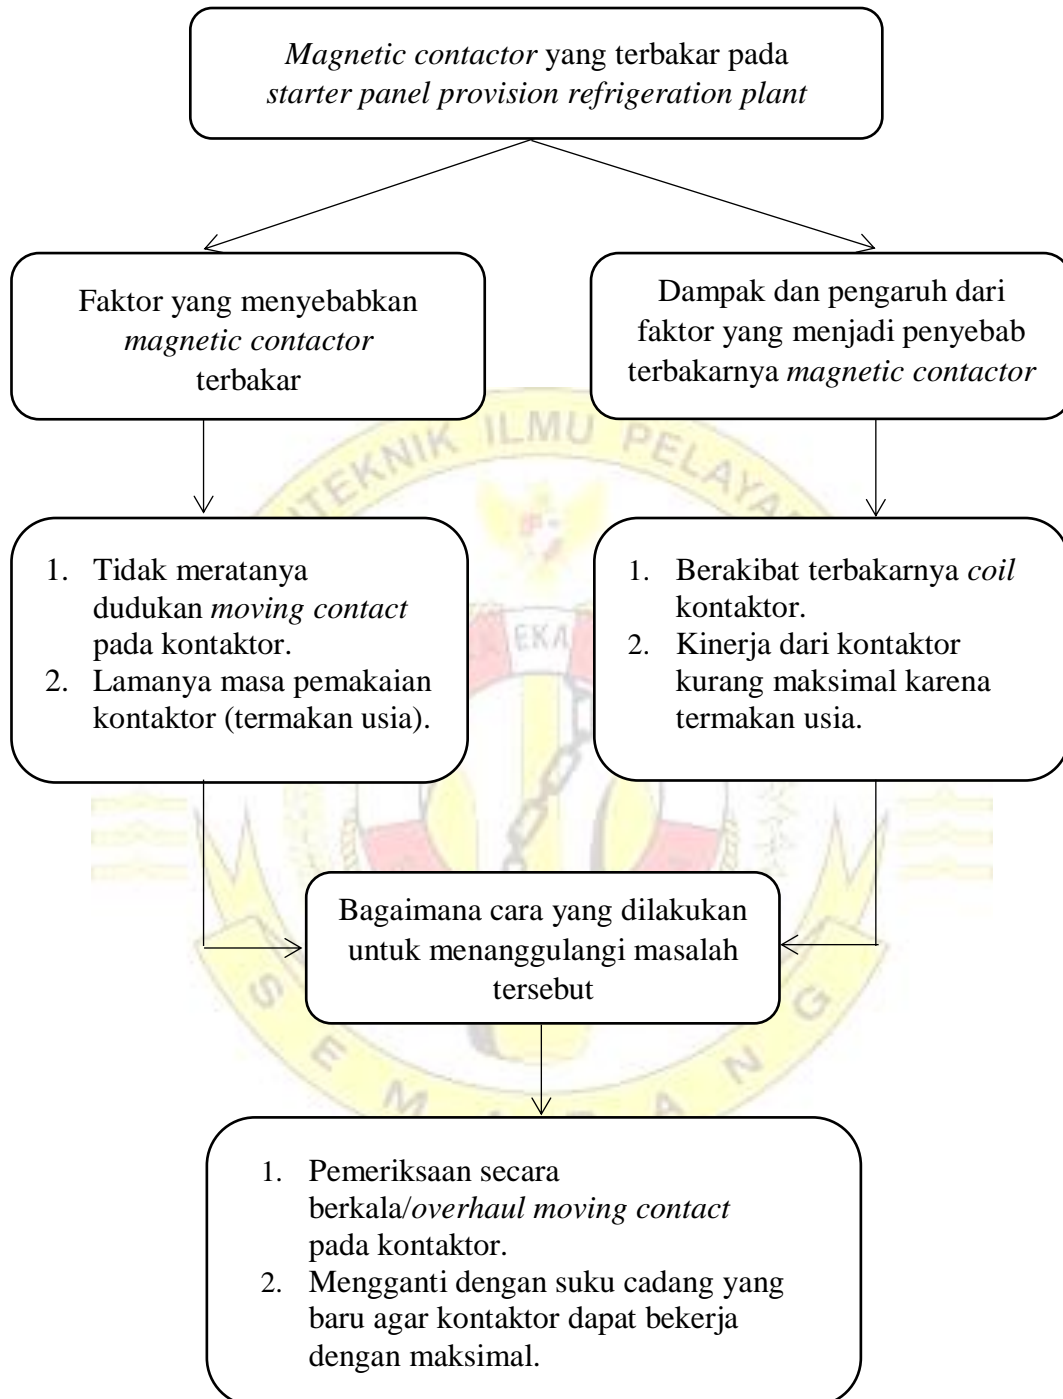 Magnetic contactor yang terbakar pada
starter panel provision refrigeration plant
Faktor yang menyebabkan
magnetic contactor
terbakar
Dampak dan pengaruh dari
faktor yang menjadi penyebab
terbakarnya magnetic contactor
1. Tidak meratanya
dudukan moving contact
pada kontaktor.
2. Lamanya masa pemakaian
kontaktor (termakan usia).
1. Berakibat terbakarnya coil
kontaktor.
2. Kinerja dari kontaktor
kurang maksimal karena
termakan usia.
Bagaimana cara yang dilakukan
untuk menanggulangi masalah
tersebut
1. Pemeriksaan secara
berkala/overhaul moving contact
pada kontaktor.
2. Mengganti dengan suku cadang yang
baru agar kontaktor dapat bekerja
dengan maksimal.
ILMU
EKA